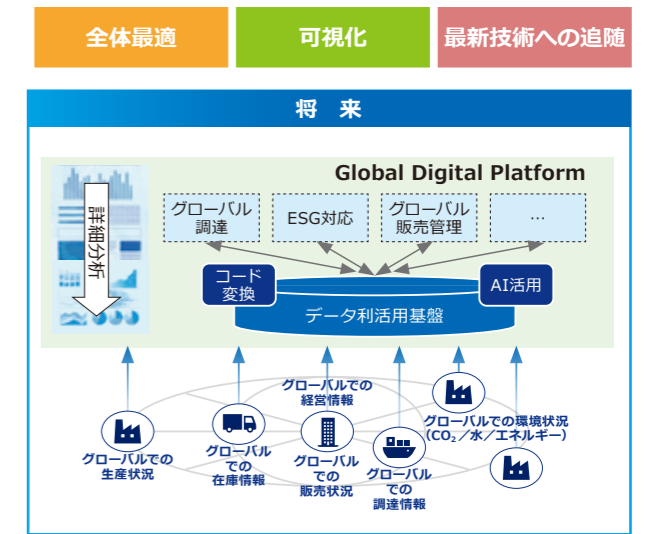 全体最適
可視化
最新技術への追随
将 来
Global Digital Platform
詳細分析
グローバル
調達
ESG対応
グローバル
販売管理
…
コード
変換
AI活用
データ利活用基盤
グローバルでの
経営情報
グローバルでの環境状況
（CO₂／水／エネルギー）
グローバルでの
生産状況
グローバル
での
在庫情報
グローバル
での
販売状況
グローバル
での
調達情報